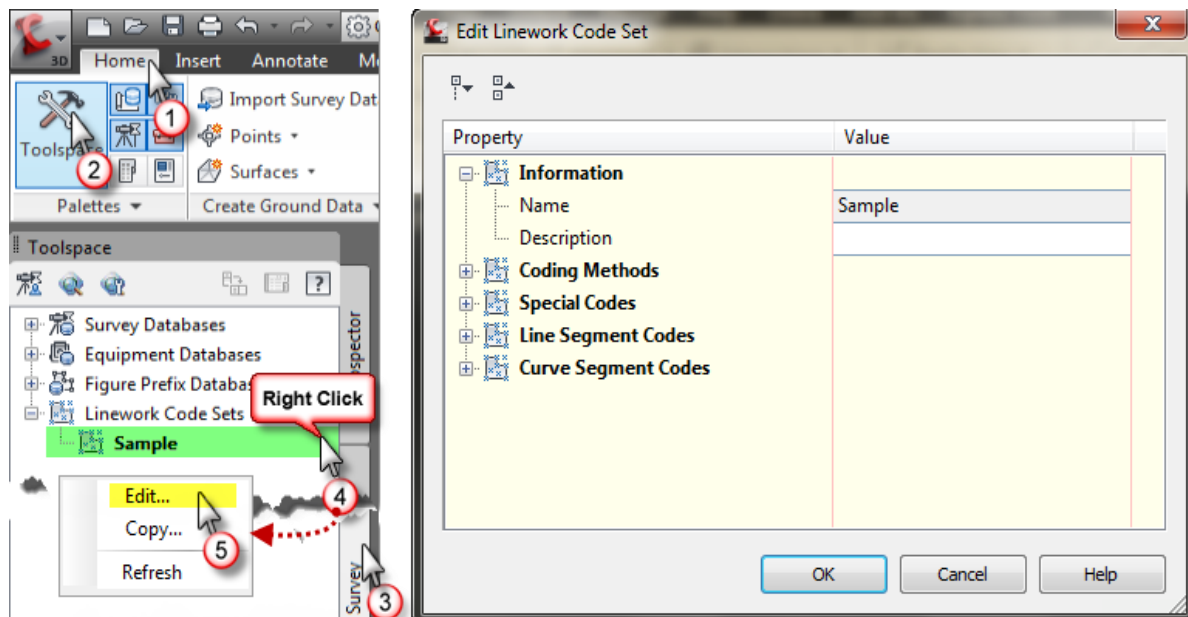 3D
Home
Insert
Annotate
1
Import Survey Dat
Points
Toolspace
2
Surfaces
Palettes
Create Ground Data
Toolspace
?
Survey Databases
Equipment Databases
Figure Prefix Databas
Right Click
Linework Code Sets
Sample
4
Edit...
Copy...
5
Refresh
Survey
3
Edit Linework Code Set
X
Property
Value
Information
Name
Sample
Description
Coding Methods
Special Codes
Line Segment Codes
Curve Segment Codes
OK
Cancel
Help